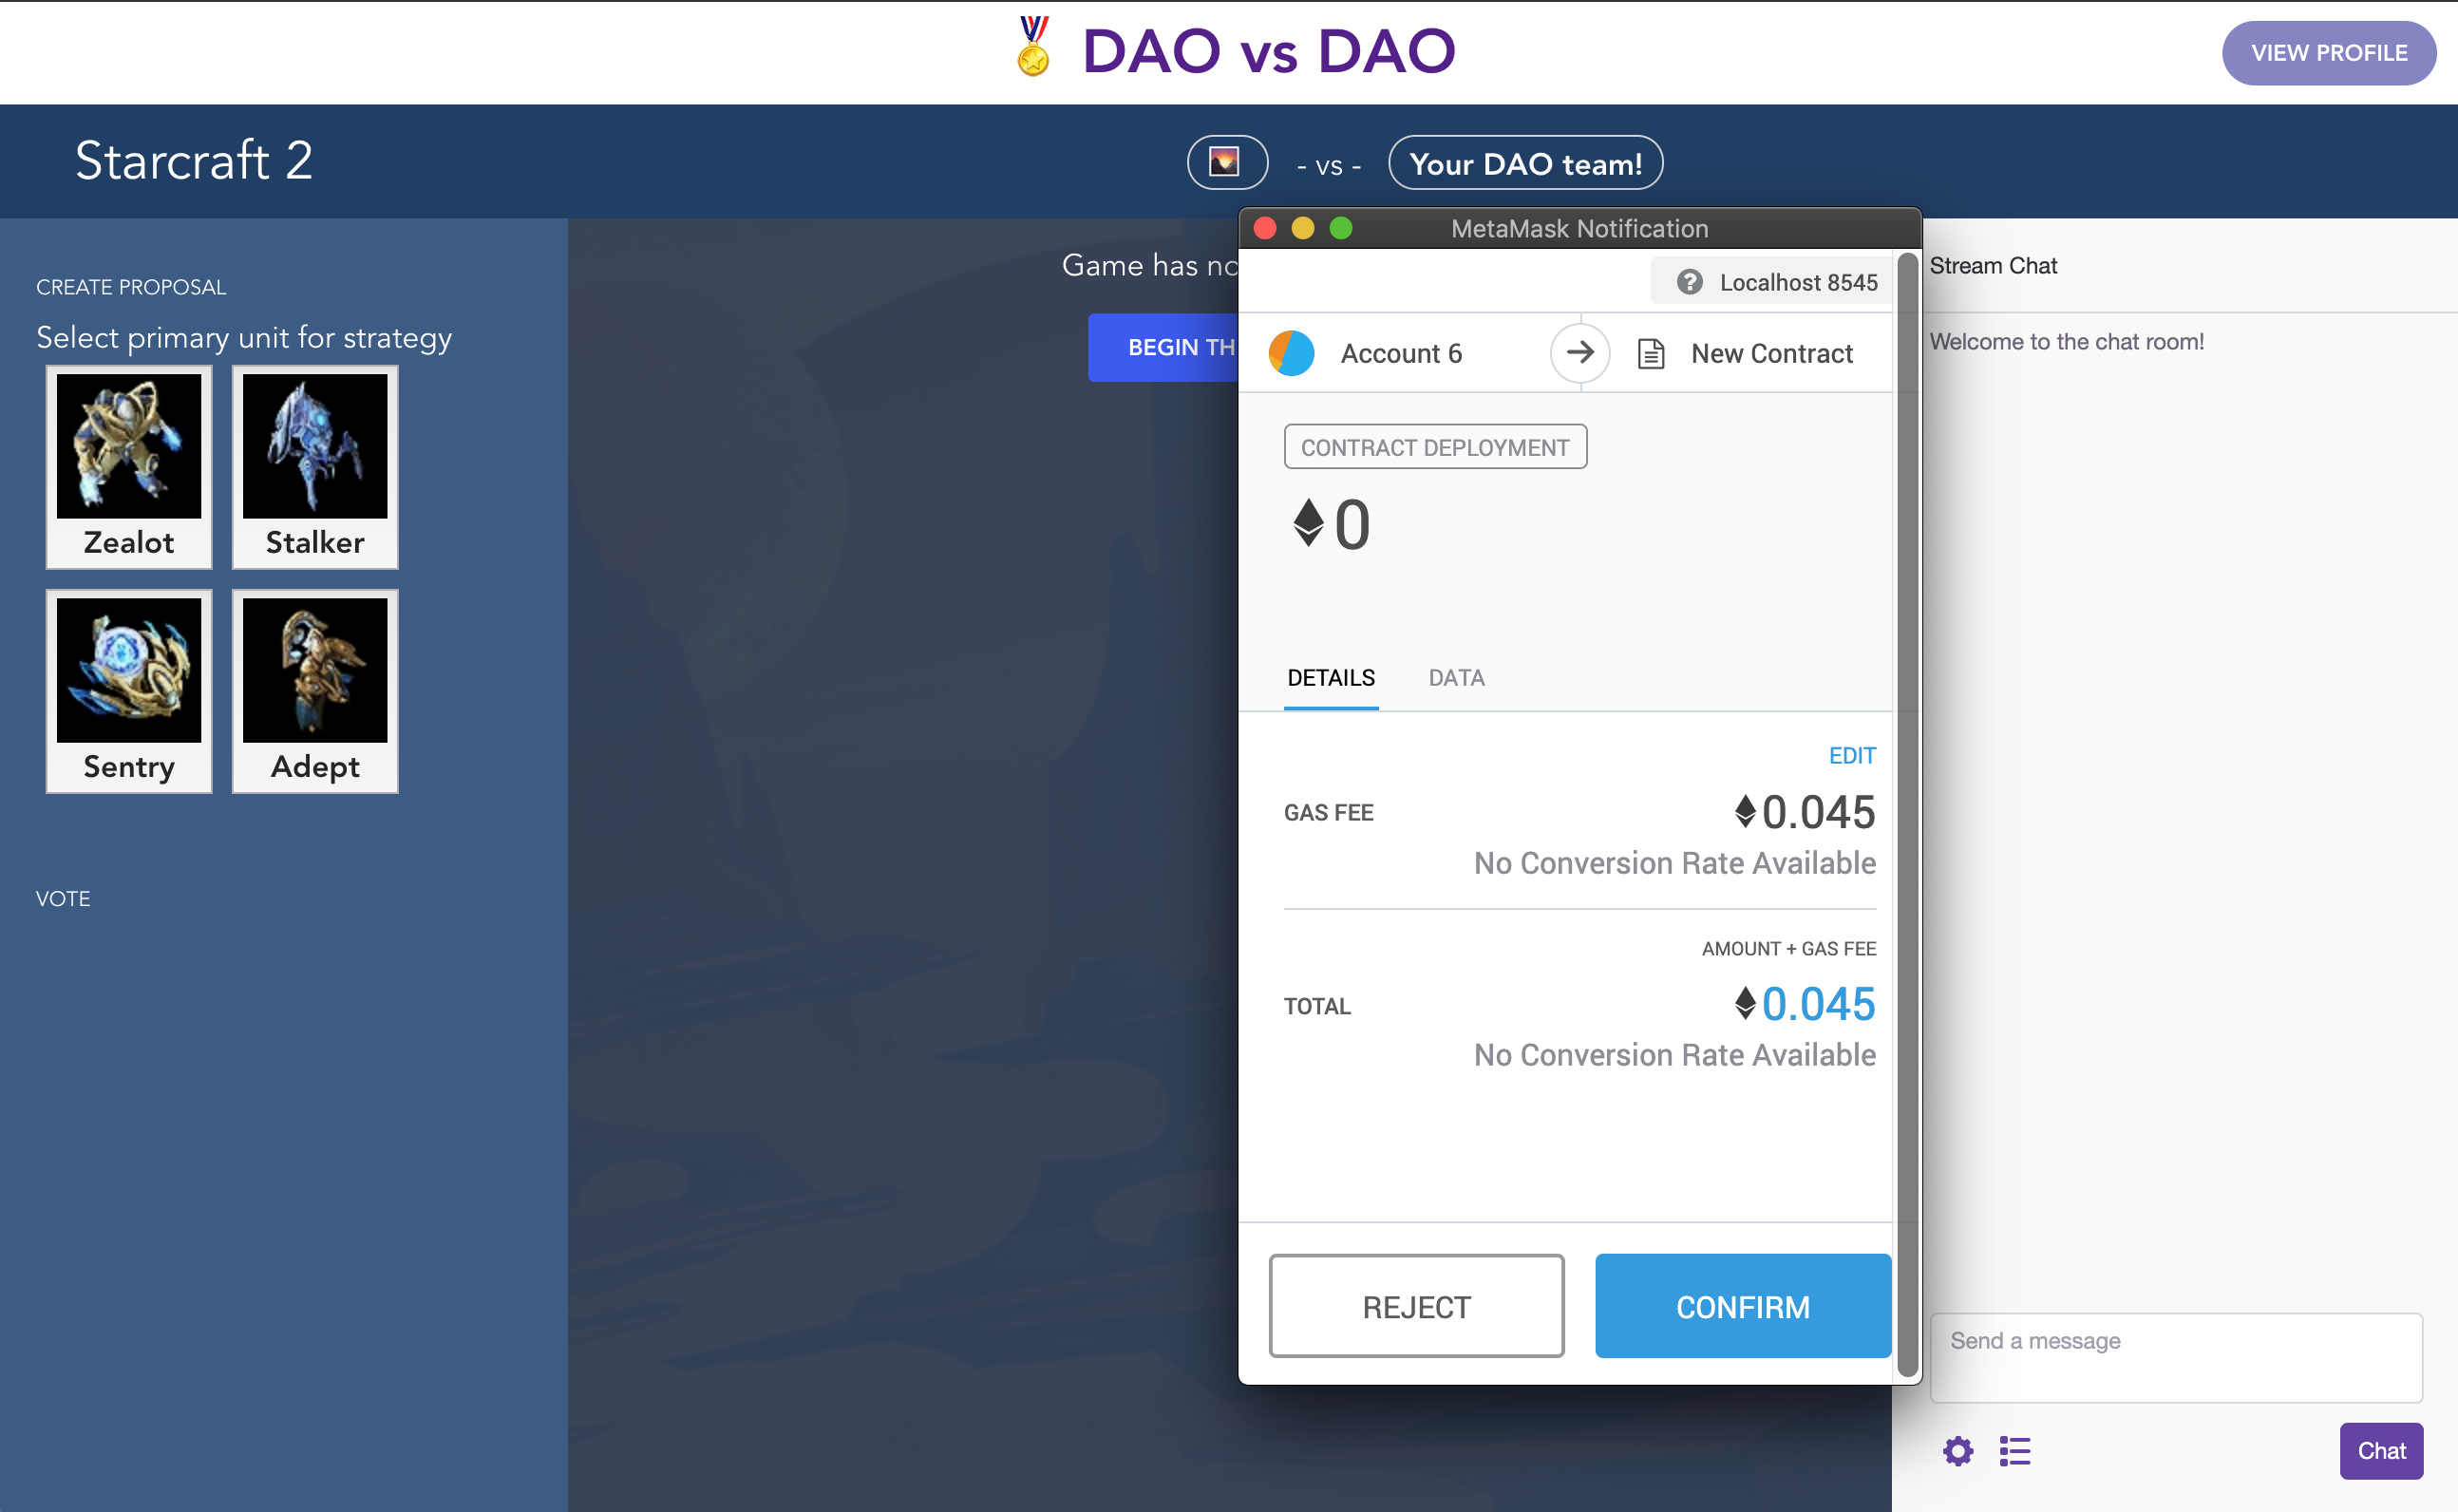 DAO vs DAO
VIEW PROFILE
Starcraft 2
- vs -
Your DAO team!
CREATE PROPOSAL
Select primary unit for strategy
Zealot
Stalker
Sentry
Adept
VOTE
Game has no
BEGIN TH
MetaMask Notification
Localhost 8545
Account 6
New Contract
CONTRACT DEPLOYMENT
0
DETAILS
DATA
EDIT
GAS FEE
0.045
No Conversion Rate Available
AMOUNT + GAS FEE
TOTAL
0.045
No Conversion Rate Available
REJECT
CONFIRM
Stream Chat
Welcome to the chat room!
Send a message
Chat